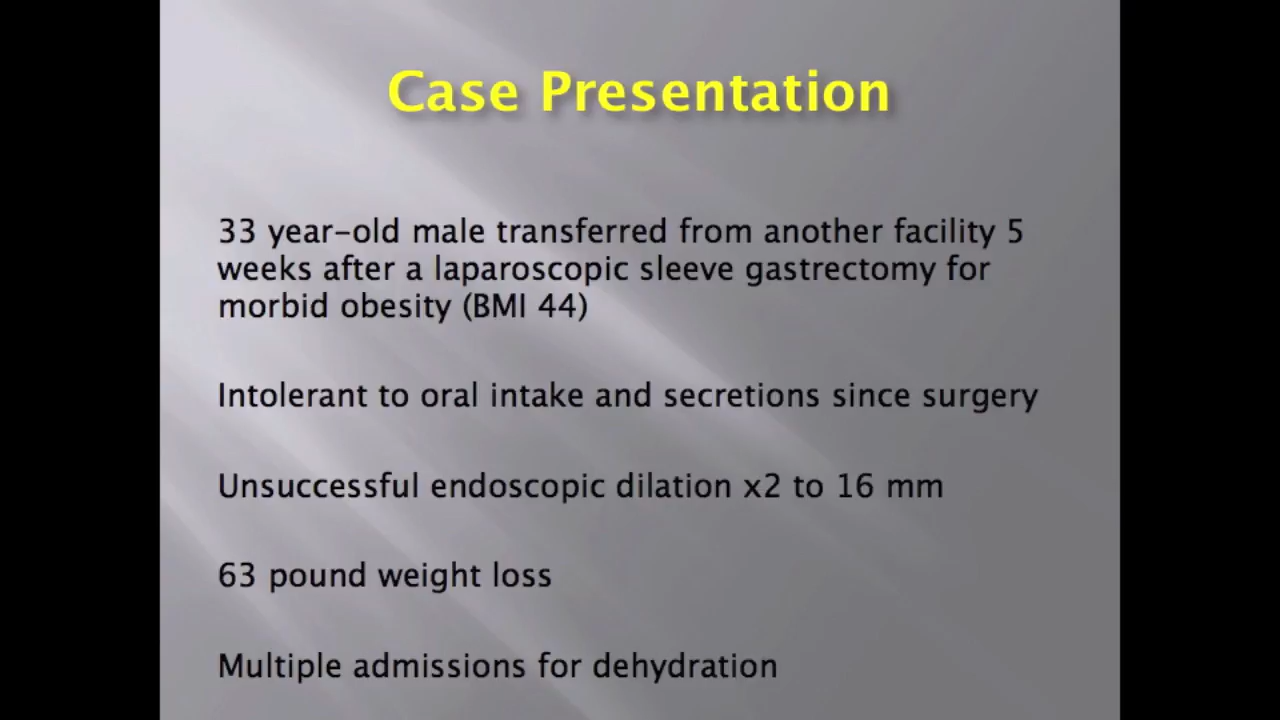 Case Presentation
33 year-old male transferred from another facility 5
weeks after a laparoscopic sleeve gastrectomy for
morbid obesity (BMI 44)
Intolerant to oral intake and secretions since surgery
Unsuccessful endoscopic dilation x2 to 16 mm
63 pound weight loss
Multiple admissions for dehydration